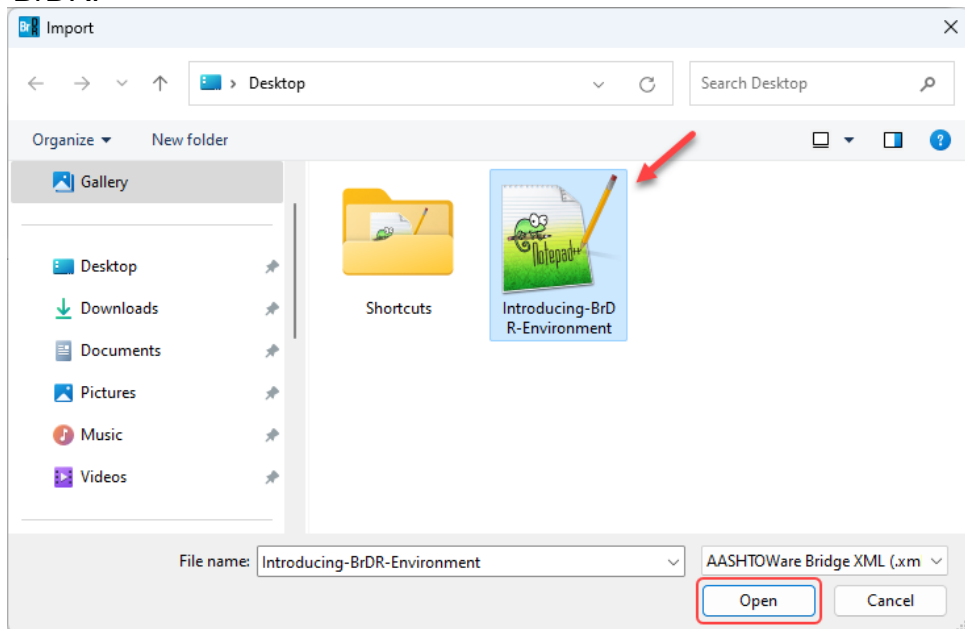 Import
Desktop
Search Desktop
Organize
New folder
Gallery
Desktop
Downloads
Documents
Pictures
Music
Videos
Shortcuts
Notepad++
Introducing-BrD
R-Environment
File name: Introducing-BrDR-Environment
AASHTOWare Bridge XML (.xm
Open
Cancel